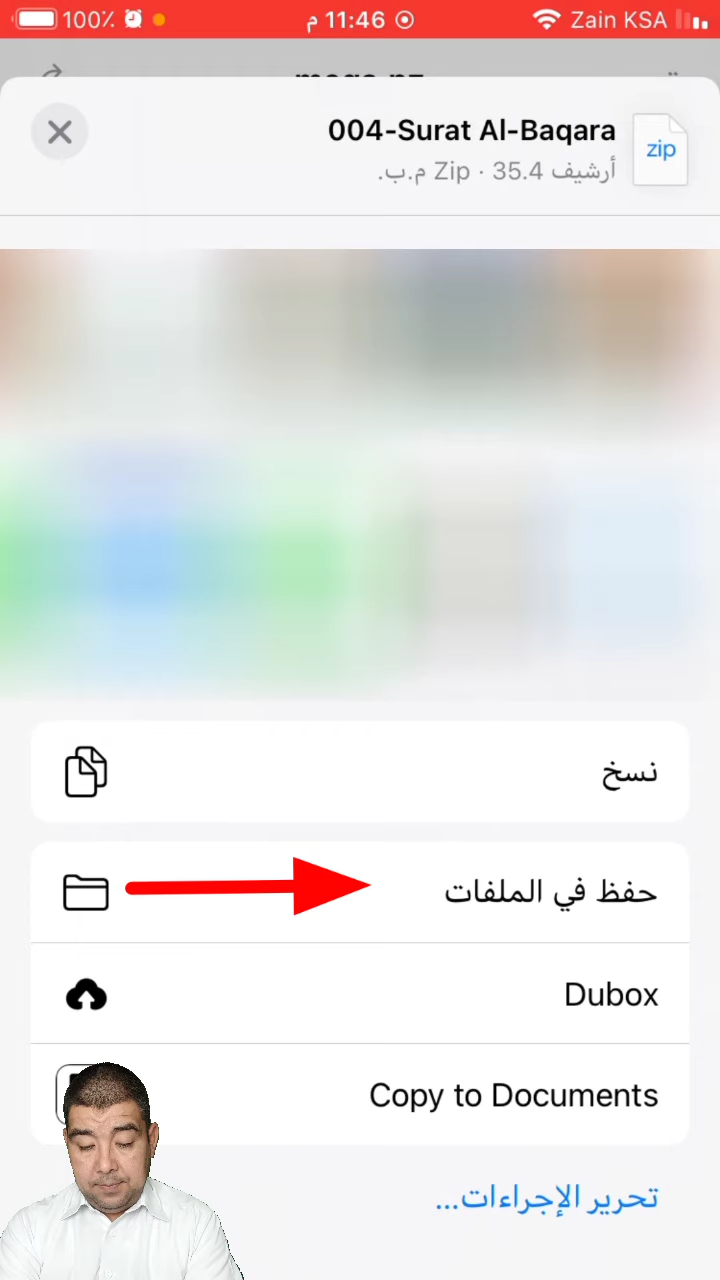 100٪ 11:46 م Zain KSA
004-Surat Al-Baqara
zip
أرشيف Zip · 35.4 م.ب.
نسخ
حفظ في الملفات
Dubox
Copy to Documents
تحرير الإجراءات...